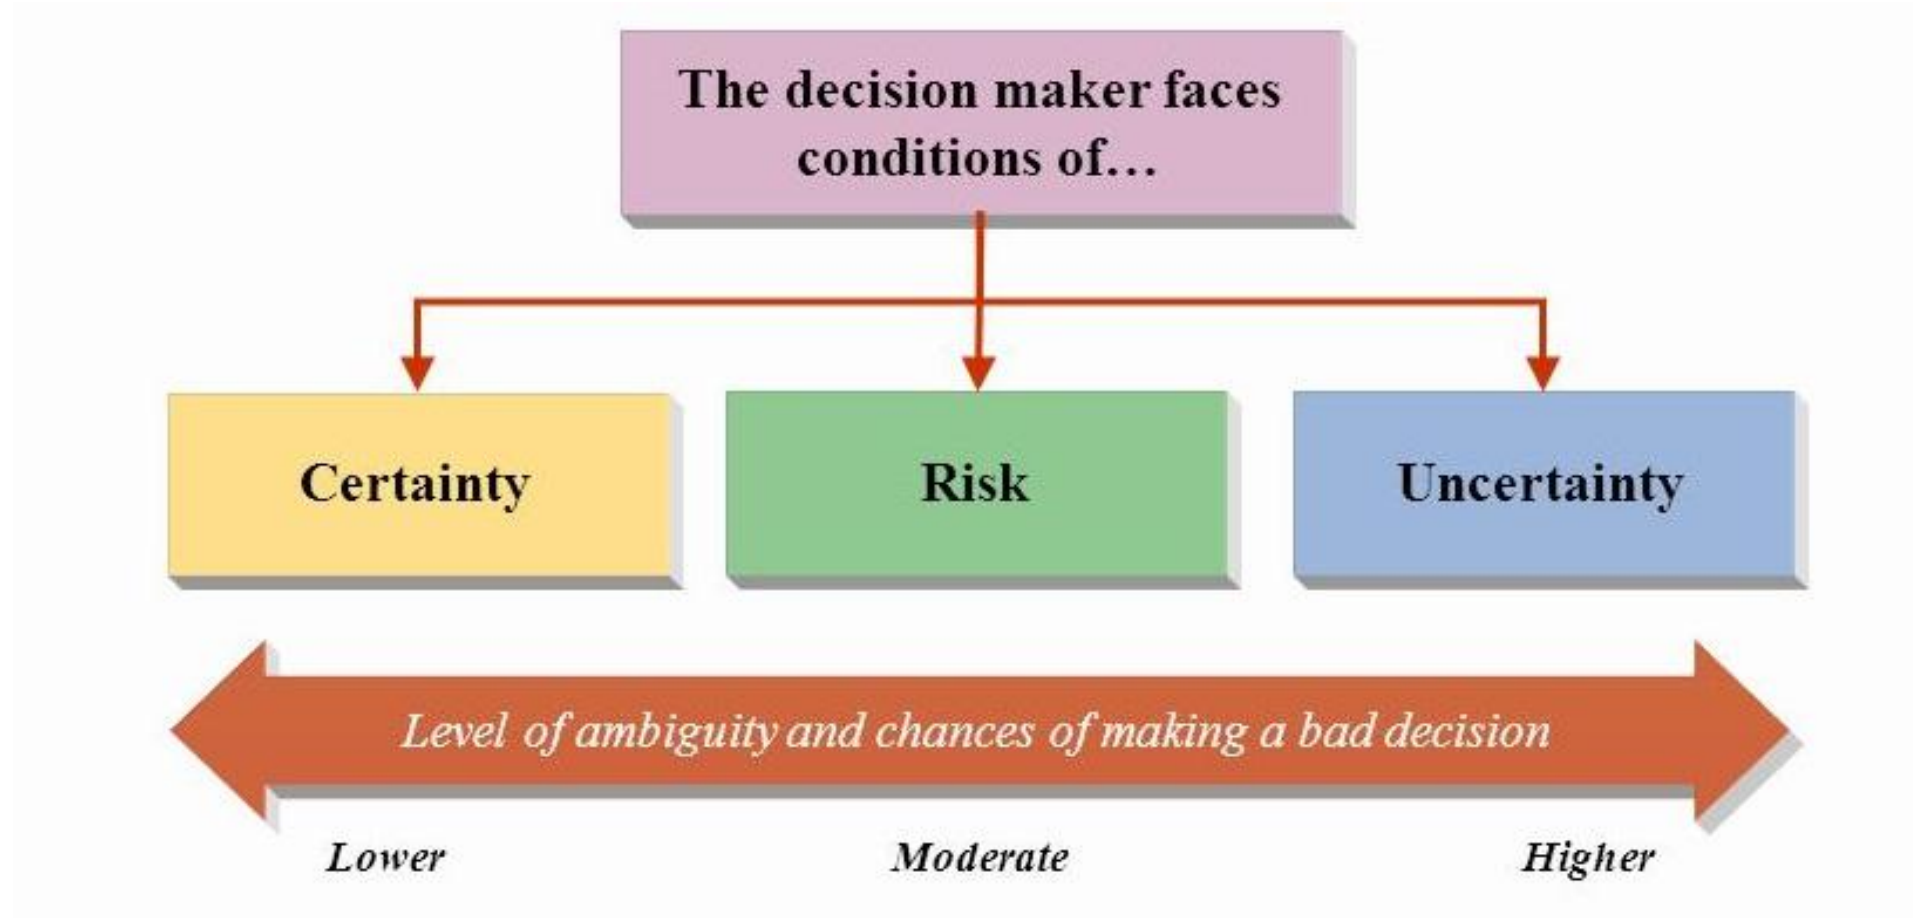 The decision maker faces
conditions of…
Certainty
Risk
Uncertainty
Level of ambiguity and chances of making a bad decision
Lower
Moderate
Higher